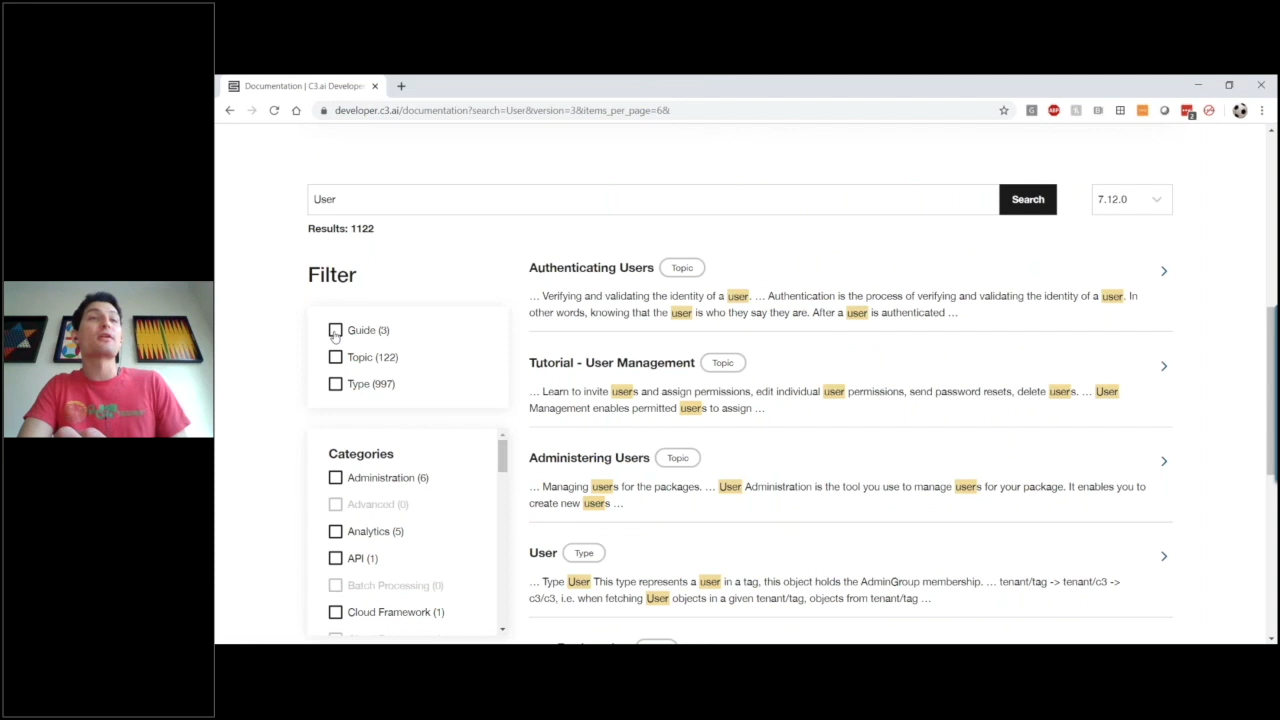 Documentation | C3.ai Develope
developer.c3.ai/documentation?search=User&version=3&items_per_page=6&
User
Search
7.12.0
Results: 1122
Filter
Guide (3)
Topic (122)
Type (997)
Categories
Administration (6)
Advanced (0)
Analytics (5)
API (1)
Batch Processing (0)
Cloud Framework (1)
Authenticating Users
Topic
... Verifying and validating the identity of a user. ... Authentication is the process of verifying and validating the identity of a user. In
other words, knowing that the user is who they say they are. After a user is authenticated ...
Tutorial - User Management
Topic
... Learn to invite users and assign permissions, edit individual user permissions, send password resets, delete users. ... User
Management enables permitted users to assign ...
Administering Users
Topic
... Managing users for the packages. ... User Administration is the tool you use to manage users for your package. It enables you to
create new users ...
User
Type
... Type User This type represents a user in a tag, this object holds the AdminGroup membership. ... tenant/tag -> tenant/c3 ->
c3/c3, i.e. when fetching User objects in a given tenant/tag, objects from tenant/tag ...